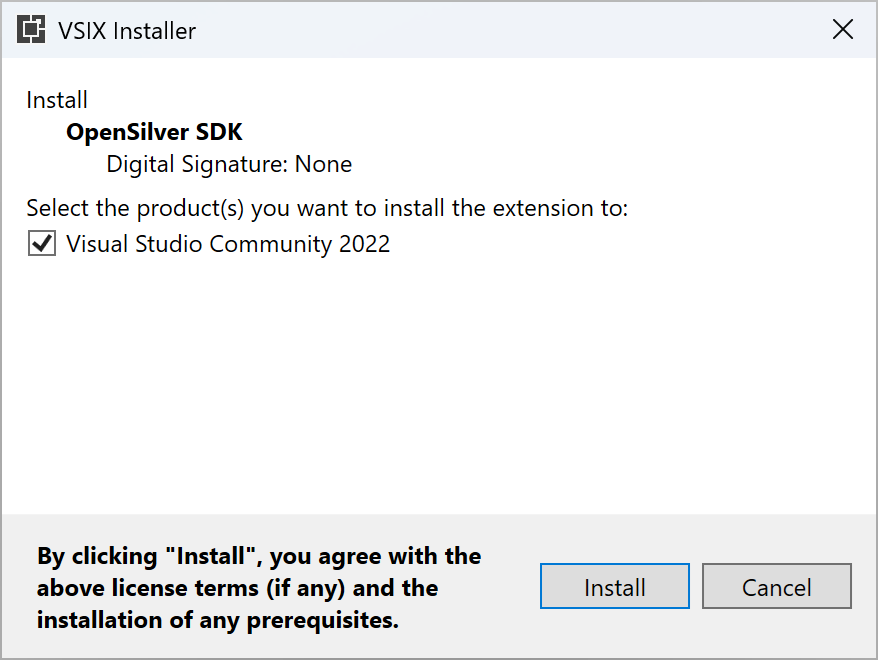 VSIX Installer
Install
OpenSilver SDK
Digital Signature: None
Select the product(s) you want to install the extension to:
Visual Studio Community 2022
By clicking "Install", you agree with the
above license terms (if any) and the
installation of any prerequisites.
Install
Cancel